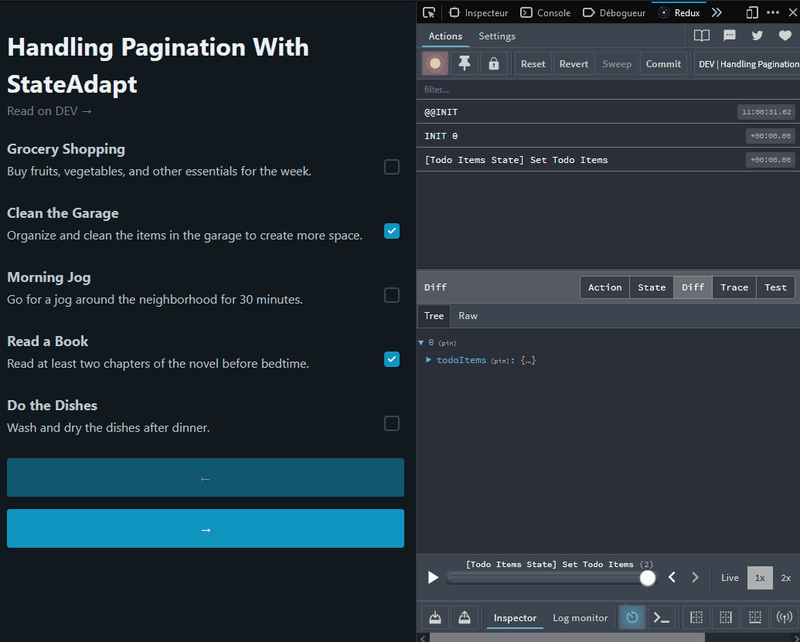 Handling Pagination With
StateAdapt
Read on DEV →
Grocery Shopping
Buy fruits, vegetables, and other essentials for the week.
Clean the Garage
Organize and clean the items in the garage to create more space.
Morning Jog
Go for a jog around the neighborhood for 30 minutes.
Read a Book
Read at least two chapters of the novel before bedtime.
Do the Dishes
Wash and dry the dishes after dinner.
←
→
Inspecteur Console Débogueur Redux
Actions Settings
Reset Revert Sweep Commit DEV | Handling Pagination
filter...
@@INIT 11:00:31.02
INIT 0 +00:00.00
[Todo Items State] Set Todo Items +00:00.00
Diff Action State Diff Trace Test
Tree Raw
0 (pin)
todoItems (pin): {…}
[Todo Items State] Set Todo Items (2)
Live 1x 2x
Inspector Log monitor